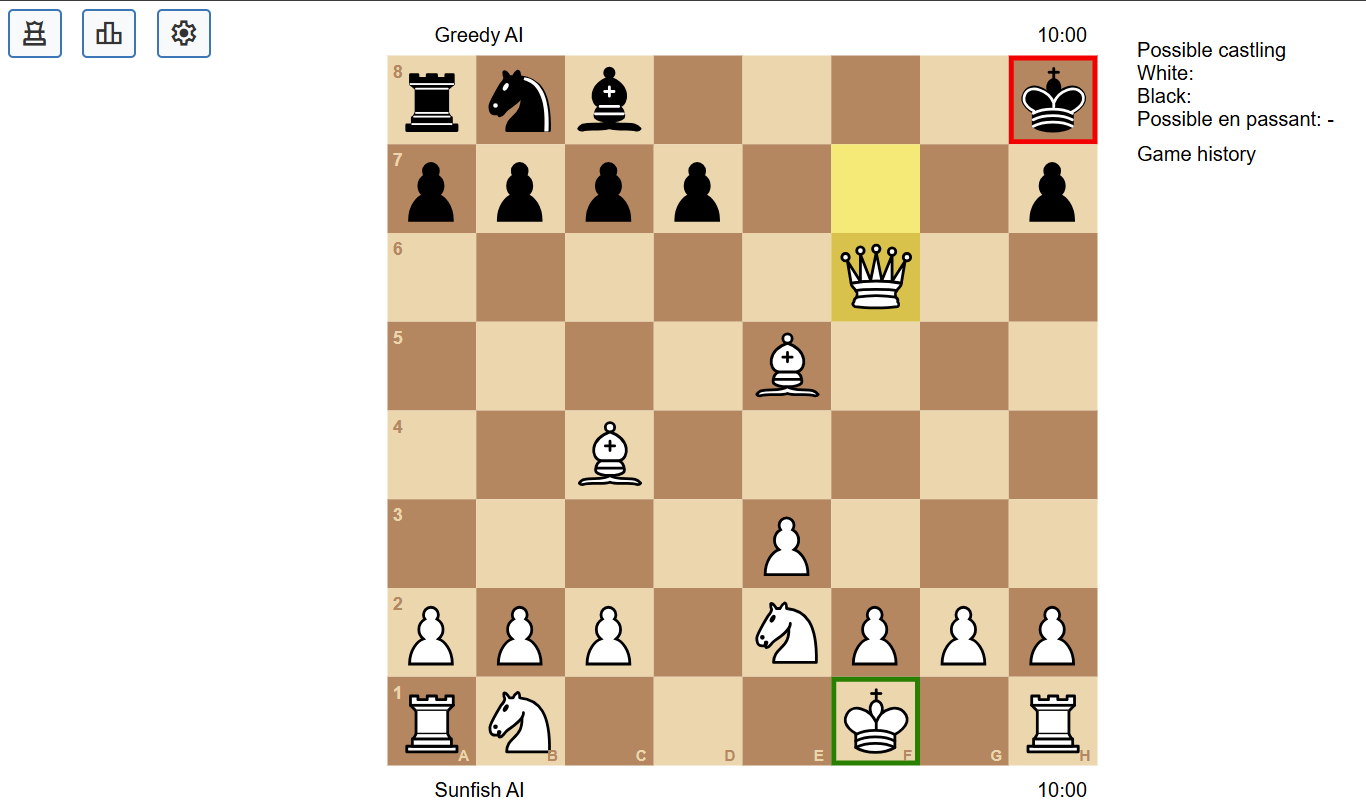 Greedy AI 10:00
Possible castling
White:
Black:
Possible en passant: -
Game history
8
7
6
5
4
3
2
1
A B C D E F G H
Sunfish AI 10:00